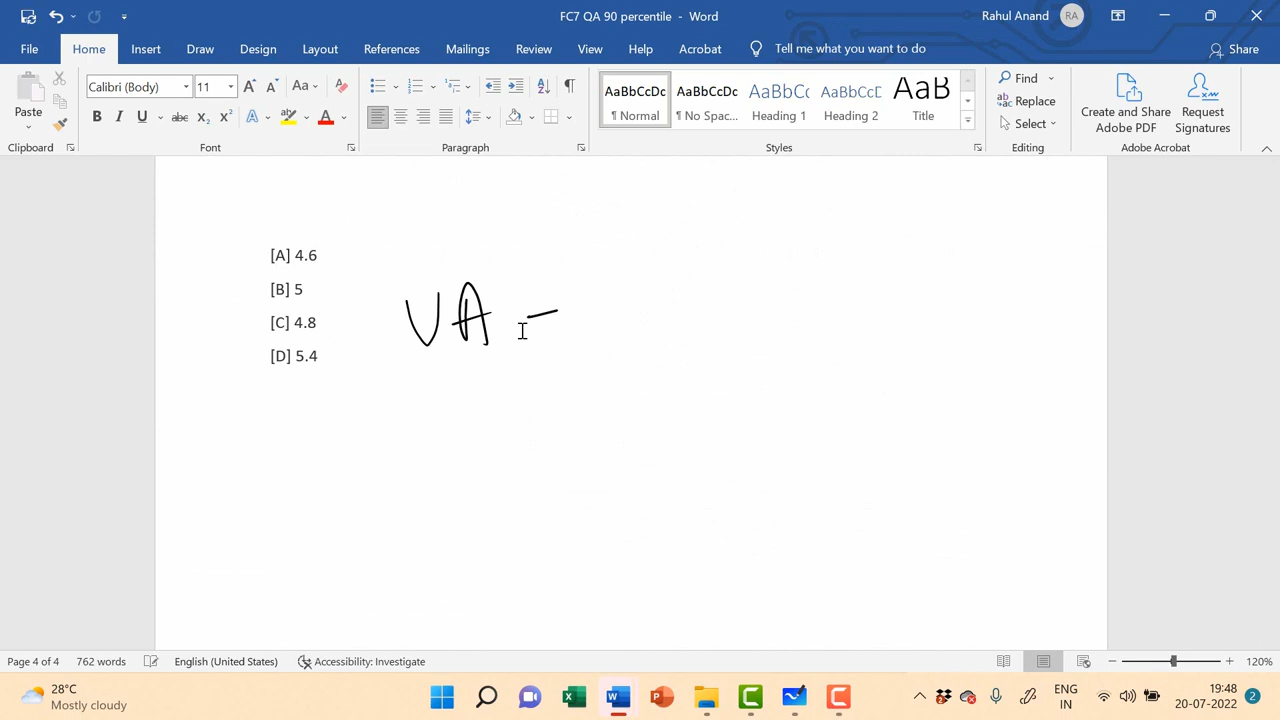 FC7 QA 90 percentile - Word
Rahul Anand RA
File Home Insert Draw Design Layout References Mailings Review View Help Acrobat Tell me what you want to do Share
Paste
Calibri (Body) 11
¶ Normal
¶ No Spac...
Heading
Heading 2
Title
AaBbCcDc AaBbCcDc AaBbCc AaBbCcD AaB
Find
Replace
Select
Create and Share Adobe PDF
Request Signatures
Clipboard Font Paragraph Styles Editing Adobe Acrobat
[A] 4.6
[B] 5
[C] 4.8
[D] 5.4
VA -
Page 4 of 4 762 words English (United States) Accessibility: Investigate 120%
28°C
Mostly cloudy
ENG
IN
19:48
20-07-2022
2